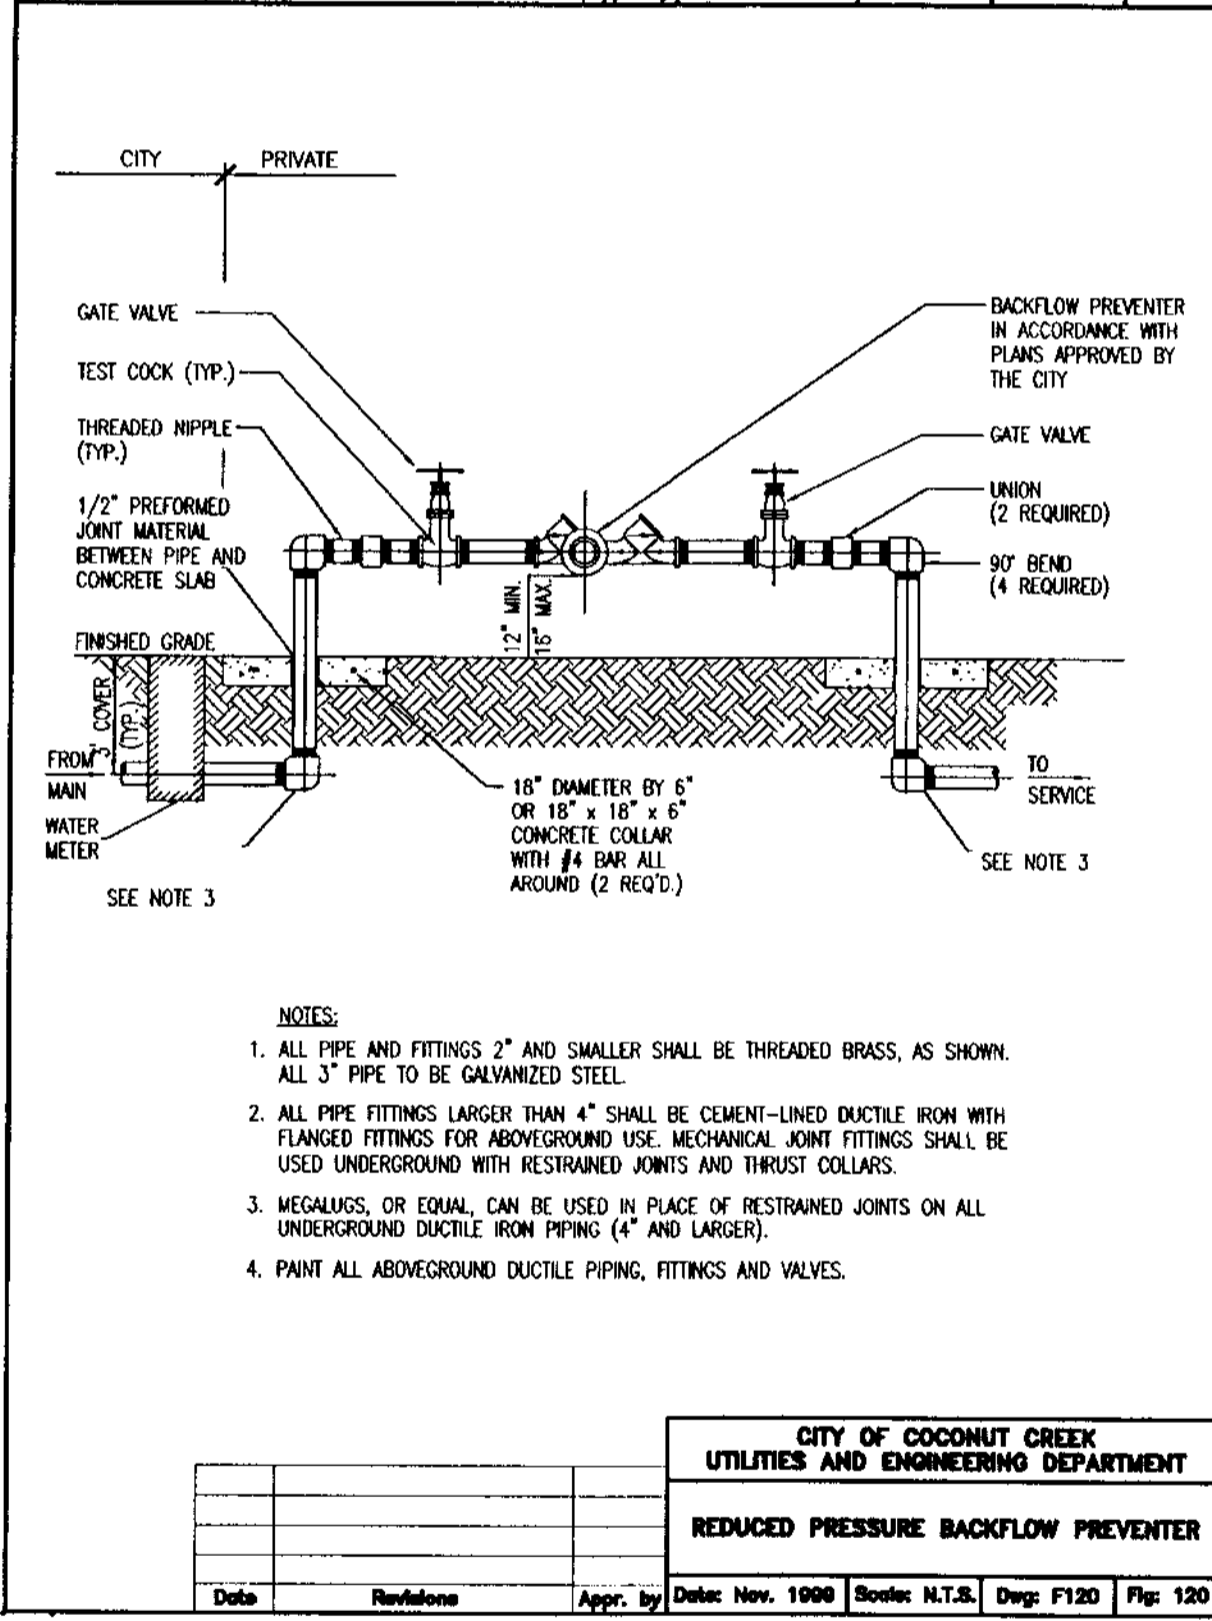 CITY PRIVATE
GATE VALVE
TEST COCK (TYP.)
THREADED NIPPLE
(TYP.)
1/2" PREFORMED
JOINT MATERIAL
BETWEEN PIPE AND
CONCRETE SLAB
FINISHED GRADE
3' COVER
(TYP.)
FROM
MAIN
WATER
METER
SEE NOTE 3
12" MIN.
16" MAX.
BACKFLOW PREVENTER
IN ACCORDANCE WITH
PLANS APPROVED BY
THE CITY
GATE VALVE
UNION
(2 REQUIRED)
90° BEND
(4 REQUIRED)
TO
SERVICE
SEE NOTE 3
18" DIAMETER BY 6"
OR 18" x 18" x 6"
CONCRETE COLLAR
WITH #4 BAR ALL
AROUND (2 REQ'D.)
NOTES:
1. ALL PIPE AND FITTINGS 2" AND SMALLER SHALL BE THREADED BRASS, AS SHOWN.
ALL 3" PIPE TO BE GALVANIZED STEEL.
2. ALL PIPE FITTINGS LARGER THAN 4" SHALL BE CEMENT-LINED DUCTILE IRON WITH
FLANGED FITTINGS FOR ABOVEGROUND USE. MECHANICAL JOINT FITTINGS SHALL BE
USED UNDERGROUND WITH RESTRAINED JOINTS AND THRUST COLLARS.
3. MEGALUGS, OR EQUAL, CAN BE USED IN PLACE OF RESTRAINED JOINTS ON ALL
UNDERGROUND DUCTILE IRON PIPING (4" AND LARGER).
4. PAINT ALL ABOVEGROUND DUCTILE PIPING, FITTINGS AND VALVES.
CITY OF COCONUT CREEK
UTILITIES AND ENGINEERING DEPARTMENT
REDUCED PRESSURE BACKFLOW PREVENTER
Date Revisions Appr. by
Date: Nov. Scale: N.T.S. Dwg: F120 Fig: 120